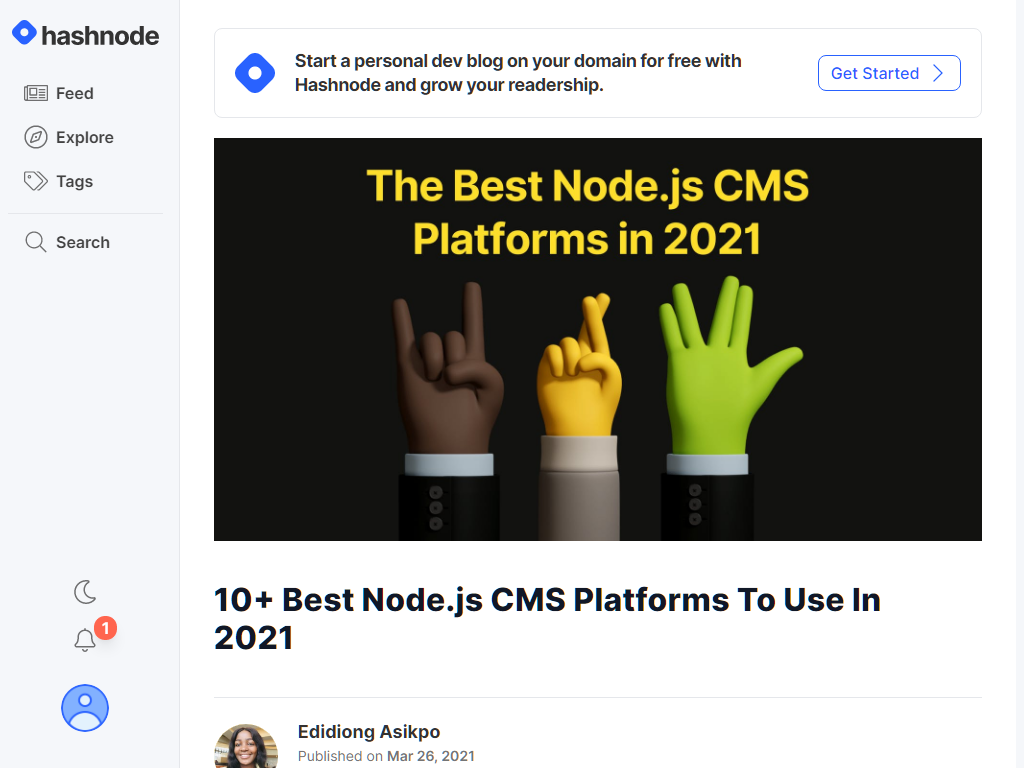 hashnode
Feed
Explore
Tags
Search
1
Start a personal dev blog on your domain for free with
Hashnode and grow your readership.
Get Started
The Best Node.js CMS
Platforms in 2021
10+ Best Node.js CMS Platforms To Use In
2021
Edidiong Asikpo
Published on Mar 26, 2021